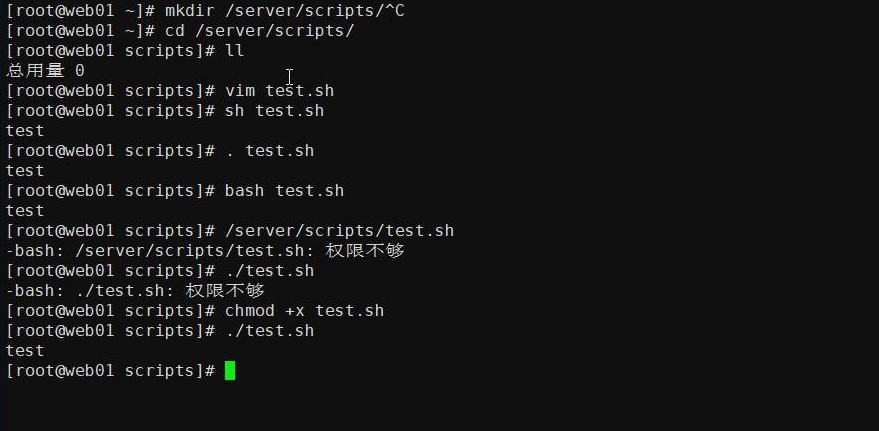 [root@web01 ~]# mkdir /server/scripts/^C
[root@web01 ~]# cd /server/scripts/
[root@web01 scripts]# ll
总用量 0
[root@web01 scripts]# vim test.sh
[root@web01 scripts]# sh test.sh
test
[root@web01 scripts]# . test.sh
test
[root@web01 scripts]# bash test.sh
test
[root@web01 scripts]# /server/scripts/test.sh
-bash: /server/scripts/test.sh: 权限不够
[root@web01 scripts]# ./test.sh
-bash: ./test.sh: 权限不够
[root@web01 scripts]# chmod +x test.sh
[root@web01 scripts]# ./test.sh
test
[root@web01 scripts]#